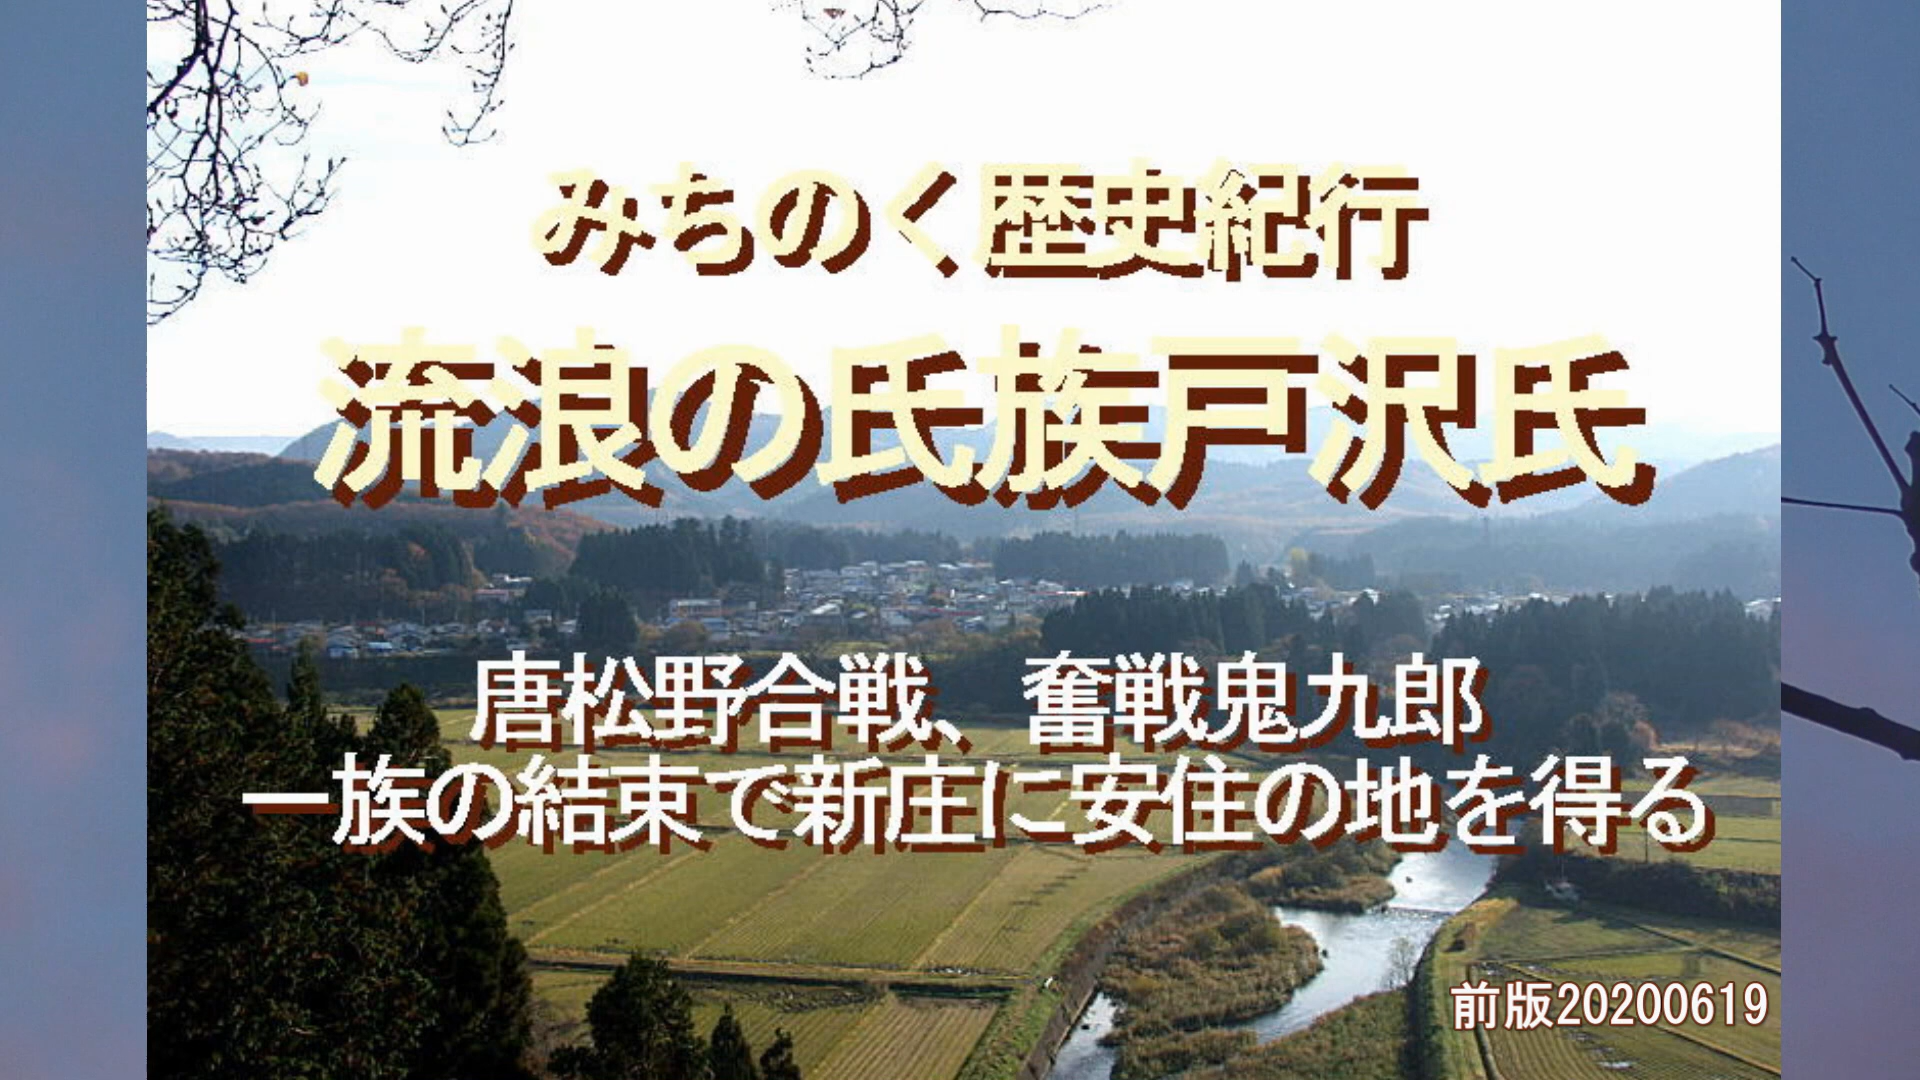 みちのく歴史紀行
流浪の氏族戸沢氏
唐松野合戦、奮戦鬼九郎
一族の結束で新庄に安住の地を得る
前版20200619